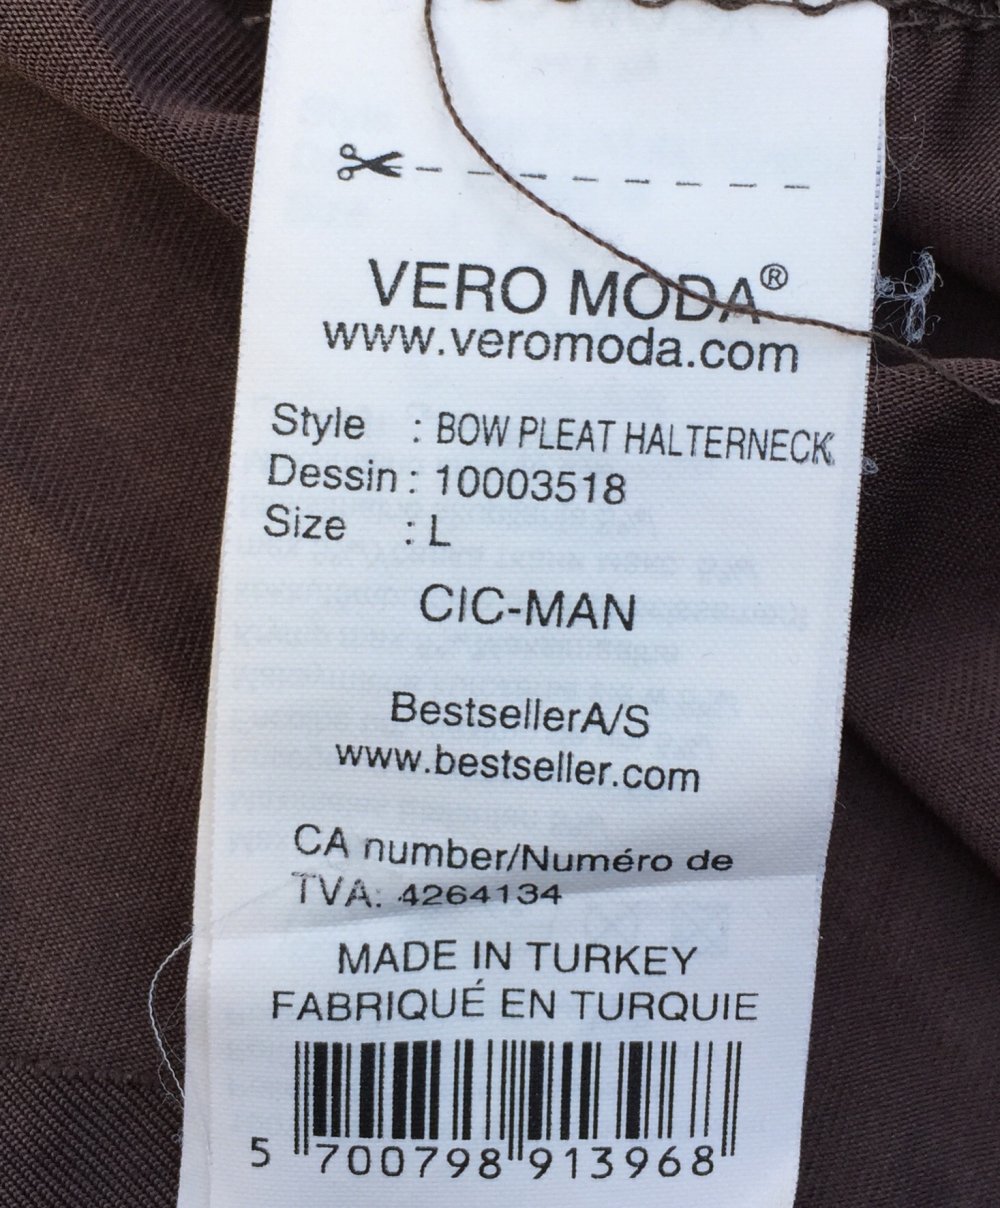 VERO MODA®
www.veromoda.com
Style : BOW PLEAT HALTERNECK
Dessin : 10003518
Size : L
CIC-MAN
BestsellerA/S
www.bestseller.com
CA number/Numéro de
TVA: 4264134
MADE IN TURKEY
FABRIQUÉ EN TURQUIE
5 700798 913968